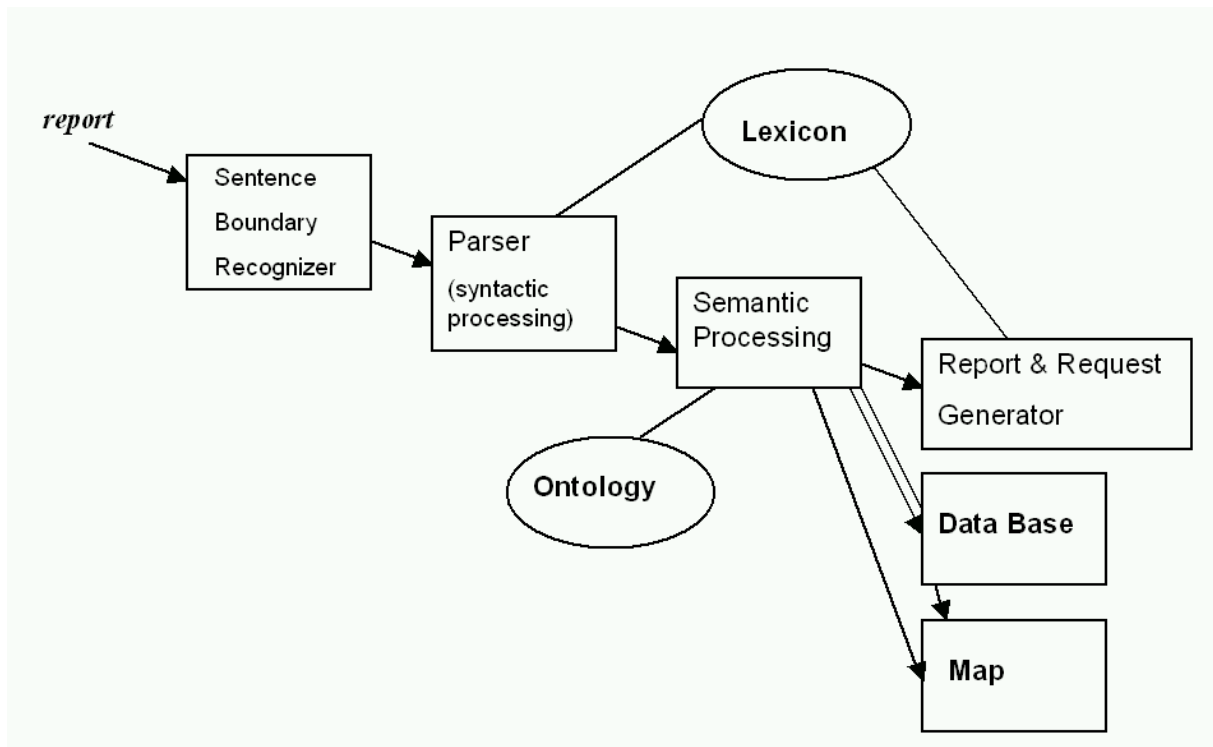 report
Sentence
Boundary
Recognizer
Parser
(syntactic
processing)
Lexicon
Semantic
Processing
Ontology
Report & Request
Generator
Data Base
Map